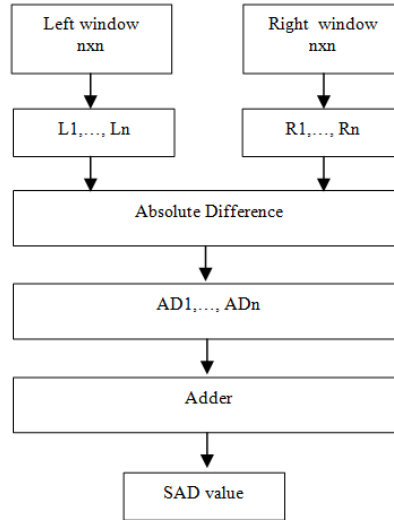 Left window
nxn
Right window
nxn
L1,..., Ln
R1,..., Rn
Absolute Difference
AD1,..., ADn
Adder
SAD value